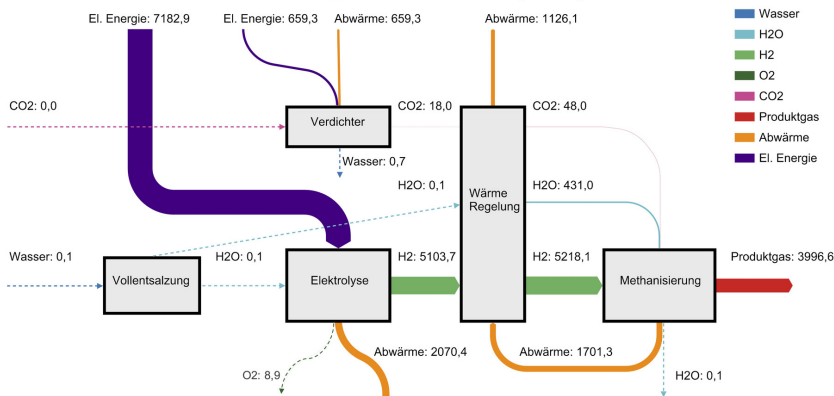 El. Energie: 7182,9
El. Energie: 659,3
Abwärme: 659,3
Abwärme: 1126,1
Wasser
H2O
H2
O2
CO2
Produktgas
Abwärme
El. Energie
CO2: 0,0
Verdichter
CO2: 18,0
CO2: 48,0
Wasser: 0,7
H2O: 0,1
H2O: 431,0
Wärme
Regelung
Wasser: 0,1
Vollentsalzung
H2O: 0,1
Elektrolyse
H2: 5103,7
H2: 5218,1
Methanisierung
Produktgas: 3996,6
O2: 8,9
Abwärme: 2070,4
Abwärme: 1701,3
H2O: 0,1